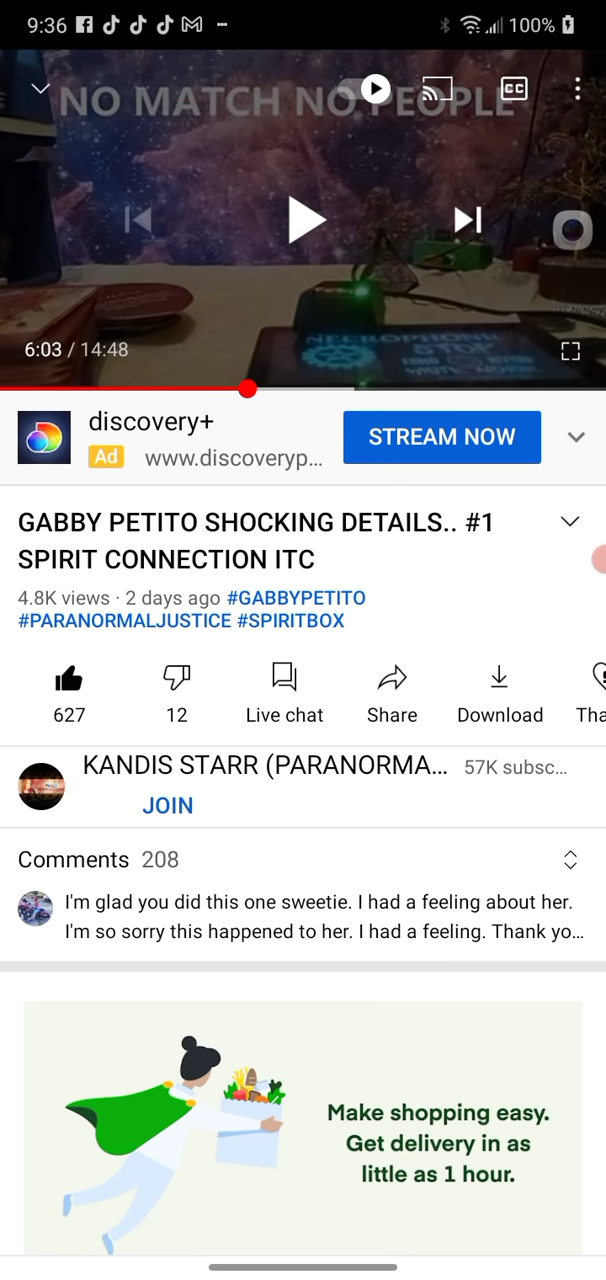 9:36
100%
NO MATCH NO PEOPLE
CC
6:03 / 14:48
NECROPHONIC
discovery+
STREAM NOW
Ad www.discoveryp...
GABBY PETITO SHOCKING DETAILS.. #1
SPIRIT CONNECTION ITC
4.8K views · 2 days ago #GABBYPETITO
#PARANORMALJUSTICE #SPIRITBOX
627
12
Live chat
Share
Download
Tha
KANDIS STARR (PARANORMA... 57K subsc...
JOIN
Comments 208
I'm glad you did this one sweetie. I had a feeling about her.
I'm so sorry this happened to her. I had a feeling. Thank yo...
Make shopping easy.
Get delivery in as
little as 1 hour.